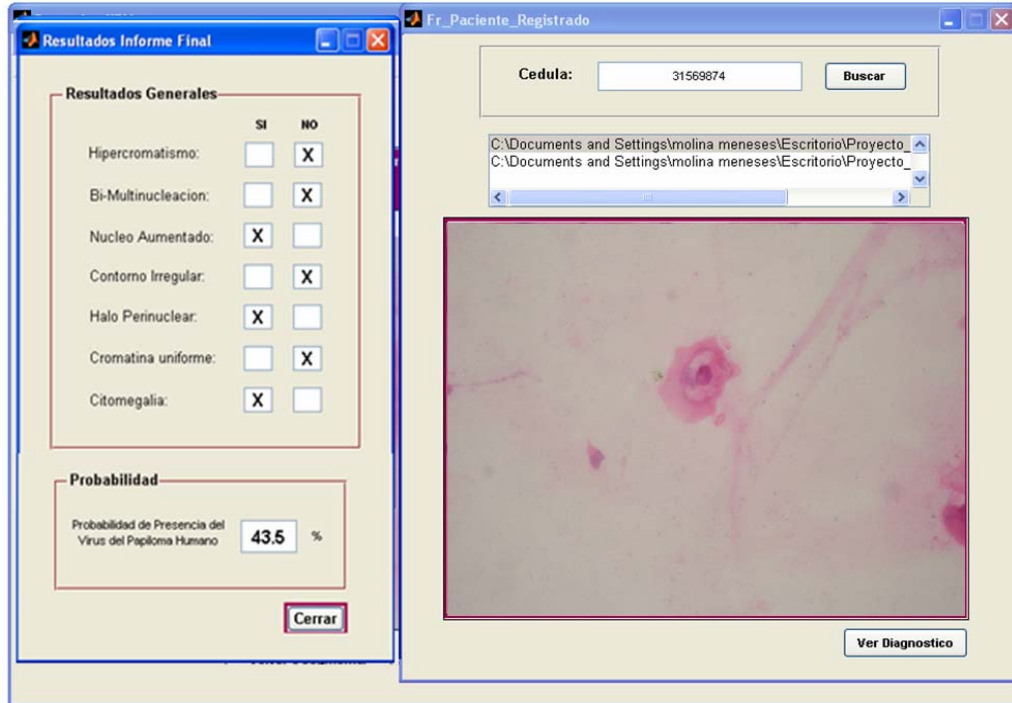 Resultados Informe Final
Resultados Generales
SI NO
Hipercromatismo: X
Bi-Multinucleacion: X
Nucleo Aumentado: X
Contorno Irregular: X
Halo Perinuclear: X
Cromatina uniforme: X
Citomegalia: X
Probabilidad
Probabilidad de Presencia del
Virus del Papiloma Humano
43.5 %
Cerrar
Fr_Paciente_Registrado
Cedula: 31569874 Buscar
C:\Documents and Settings\molina meneses\Escritorio\Proyecto_
C:\Documents and Settings\molina meneses\Escritorio\Proyecto_
Ver Diagnostico